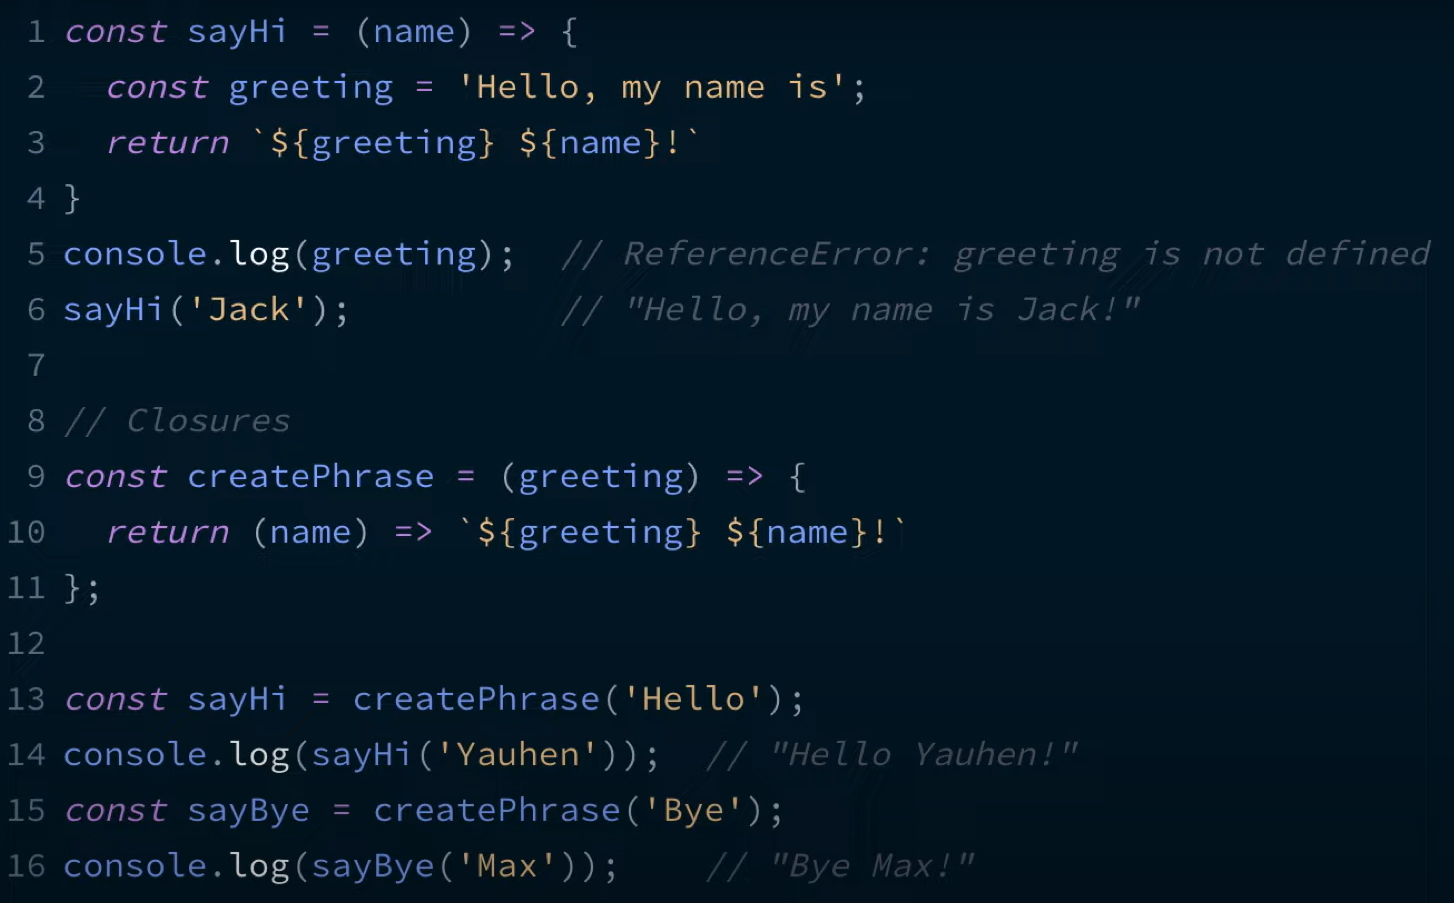 1 const sayHi = (name) => {
2   const greeting = 'Hello, my name is';
3   return `${greeting} ${name}!`
4 }
5 console.log(greeting);  // ReferenceError: greeting is not defined
6 sayHi('Jack');          // "Hello, my name is Jack!"
7
8 // Closures
9 const createPhrase = (greeting) => {
10   return (name) => `${greeting} ${name}!`
11 };
12
13 const sayHi = createPhrase('Hello');
14 console.log(sayHi('Yauhen'));  // "Hello Yauhen!"
15 const sayBye = createPhrase('Bye');
16 console.log(sayBye('Max'));    // "Bye Max!"